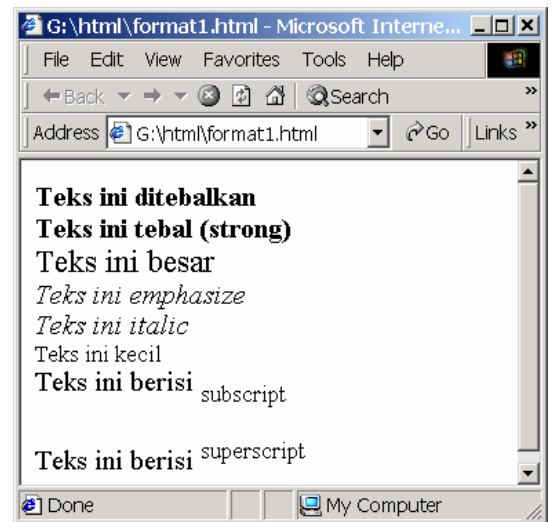 G:\html\format1.html - Microsoft Interne...
File Edit View Favorites Tools Help
Back Search »
Address G:\html\format1.html Go Links »
Teks ini ditebalkan
Teks ini tebal (strong)
Teks ini besar
Teks ini emphasize
Teks ini italic
Teks ini kecil
Teks ini berisi subscript
Teks ini berisi superscript
Done My Computer